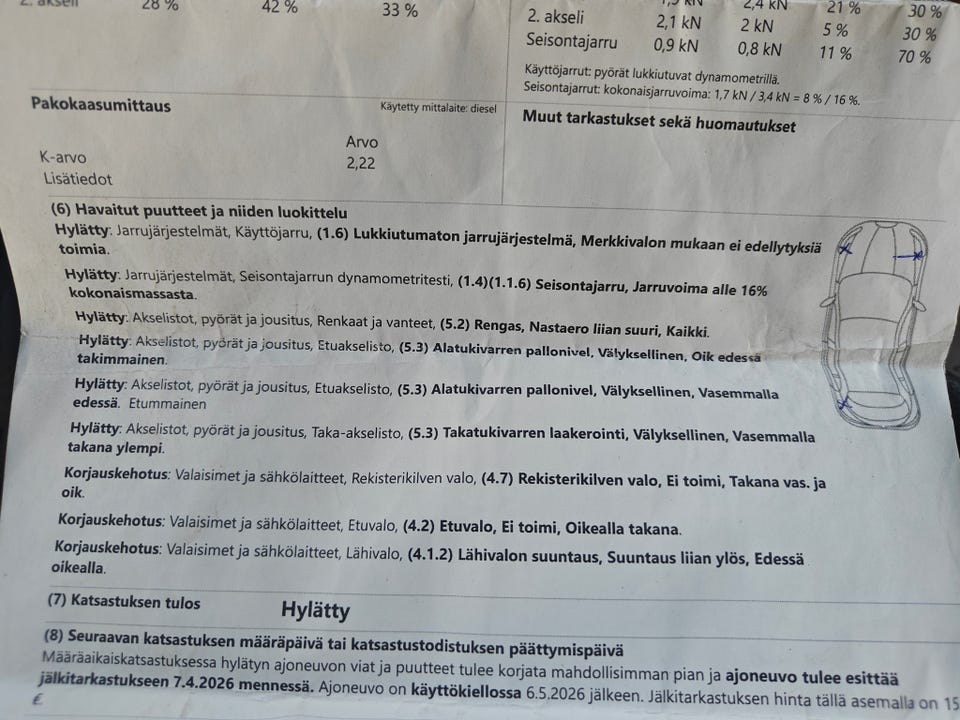 2. akseli 28 % 42 % 33 %
2,4 kN 21 % 30 %
2. akseli 2,1 kN 2 kN 5 % 30 %
Seisontajarru 0,9 kN 0,8 kN 11 % 70 %
Käyttöjarrut: pyörät lukkiutuvat dynamometrillä.
Seisontajarrut: kokonaisjarruvoima: 1,7 kN / 3,4 kN = 8 % / 16 %.
Pakokaasumittaus Käytetty mittalaite: diesel
Arvo
K-arvo 2,22
Lisätiedot
Muut tarkastukset sekä huomautukset
(6) Havaitut puutteet ja niiden luokittelu
Hylätty: Jarrujärjestelmät, Käyttöjarru, (1.6) Lukkiutumaton jarrujärjestelmä, Merkkivalon mukaan ei edellytyksiä
toimia.
Hylätty: Jarrujärjestelmät, Seisontajarrun dynamometritesti, (1.4)(1.1.6) Seisontajarru, Jarruvoima alle 16%
kokonaismassasta.
Hylätty: Akselistot, pyörät ja jousitus, Renkaat ja vanteet, (5.2) Rengas, Nastaero liian suuri, Kaikki.
Hylätty: Akselistot, pyörät ja jousitus, Etuakselisto, (5.3) Alatukivarren pallonivel, Välyksellinen, Oik edessä
takimmainen.
Hylätty: Akselistot, pyörät ja jousitus, Etuakselisto, (5.3) Alatukivarren pallonivel, Välyksellinen, Vasemmalla
edessä. Etummainen
Hylätty: Akselistot, pyörät ja jousitus, Taka-akselisto, (5.3) Takatukivarren laakerointi, Välyksellinen, Vasemmalla
takana ylempi.
Korjauskehotus: Valaisimet ja sähkölaitteet, Rekisterikilven valo, (4.7) Rekisterikilven valo, Ei toimi, Takana vas. ja
oik.
Korjauskehotus: Valaisimet ja sähkölaitteet, Etuvalo, (4.2) Etuvalo, Ei toimi, Oikealla takana.
Korjauskehotus: Valaisimet ja sähkölaitteet, Lähivalo, (4.1.2) Lähivalon suuntaus, Suuntaus liian ylös, Edessä
oikealla.
(7) Katsastuksen tulos Hylätty
(8) Seuraavan katsastuksen määräpäivä tai katsastustodistuksen päättymispäivä
Määräaikaiskatsastuksessa hylätyn ajoneuvon viat ja puutteet tulee korjata mahdollisimman pian ja ajoneuvo tulee esittää
jälkitarkastukseen 7.4.2026 mennessä. Ajoneuvo on käyttökiellossa 6.5.2026 jälkeen. Jälkitarkastuksen hinta tällä asemalla on 15
€